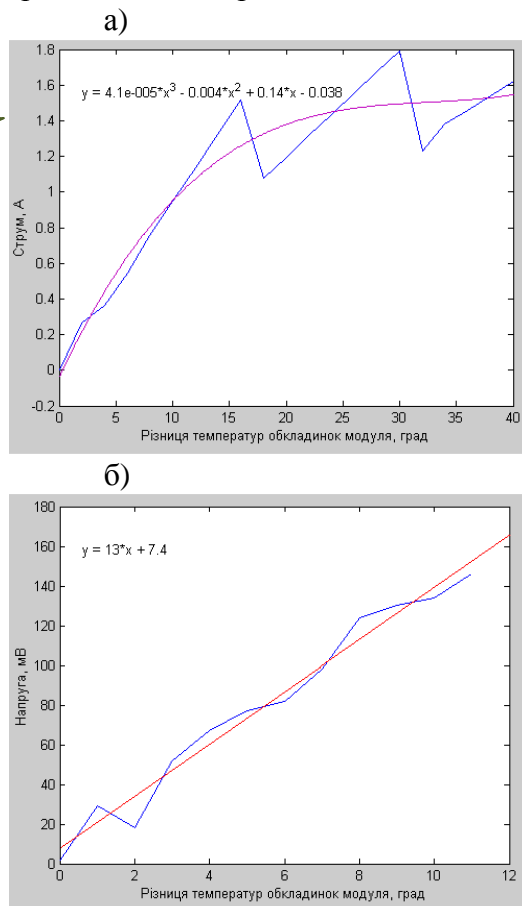 а)
1.8
1.6
1.4
1.2
1
0.8
0.6
0.4
0.2
0
-0.2
y = 4.1e-005*x³ - 0.004*x² + 0.14*x - 0.038
Струм, А
0 5 10 15 20 25 30 35 40
Різниця температур обкладинок модуля, град
б)
180
160
140
120
100
80
60
40
20
0
y = 13*x + 7.4
Напруга, мВ
0 2 4 6 8 10 12
Різниця температур обкладинок модуля, град